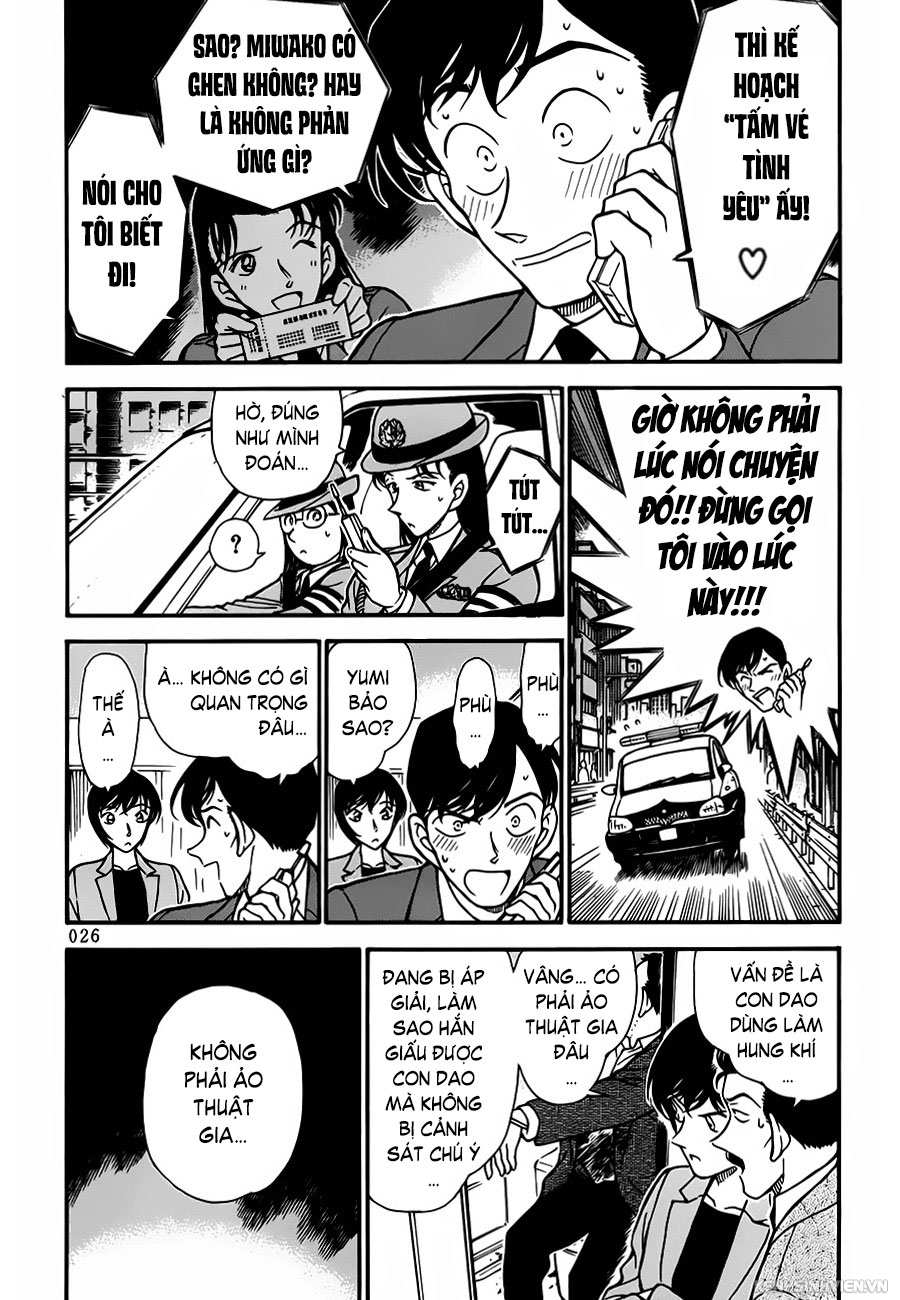 THÌ KẾ
HOẠCH
“TẤM VÉ
TÌNH
YÊU” ẤY!
♡
SAO? MIWAKO CÓ
GHEN KHÔNG? HAY
LÀ KHÔNG PHẢN
ỨNG GÌ?
NÓI CHO
TÔI BIẾT
ĐI!
GIỜ KHÔNG PHẢI
LÚC NÓI CHUYỆN
ĐÓ!! ĐỪNG GỌI
TÔI VÀO LÚC
NÀY!!!
TÚT
TÚT...
HỜ, ĐÚNG
NHƯ MÌNH
ĐOÁN...
?
PHÙ
...
PHÙ
...
YUMI
BẢO
SAO?
À... KHÔNG CÓ GÌ
QUAN TRỌNG
ĐÂU...
THẾ
À
...
026
VẤN ĐỀ LÀ
CON DAO
DÙNG LÀM
HUNG KHÍ
...
VÂNG... CÓ
PHẢI ẢO
THUẬT GIA
ĐÂU
...
ĐANG BỊ ÁP
GIẢI, LÀM
SAO HẮN
GIẤU ĐƯỢC
CON DAO
MÀ KHÔNG
BỊ CẢNH
SÁT CHÚ Ý
...
KHÔNG
PHẢI ẢO
THUẬT
GIA...